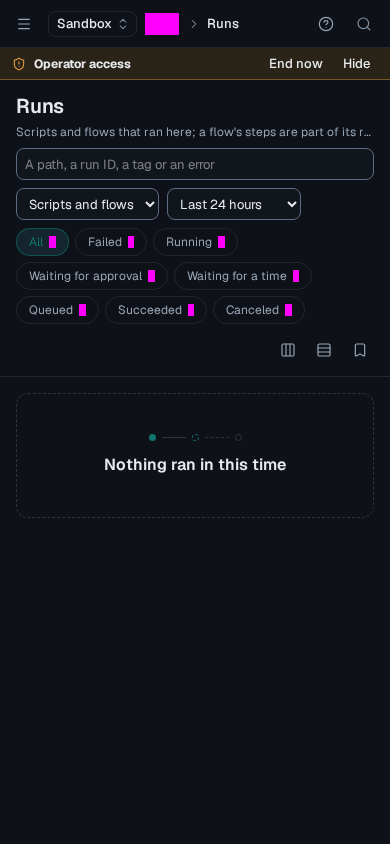 Sandbox
Runs
Operator access
End now
Hide
Runs
Scripts and flows that ran here; a flow's steps are part of its r...
A path, a run ID, a tag or an error
Scripts and flows
Last 24 hours
All
Failed
Running
Waiting for approval
Waiting for a time
Queued
Succeeded
Canceled
Nothing ran in this time